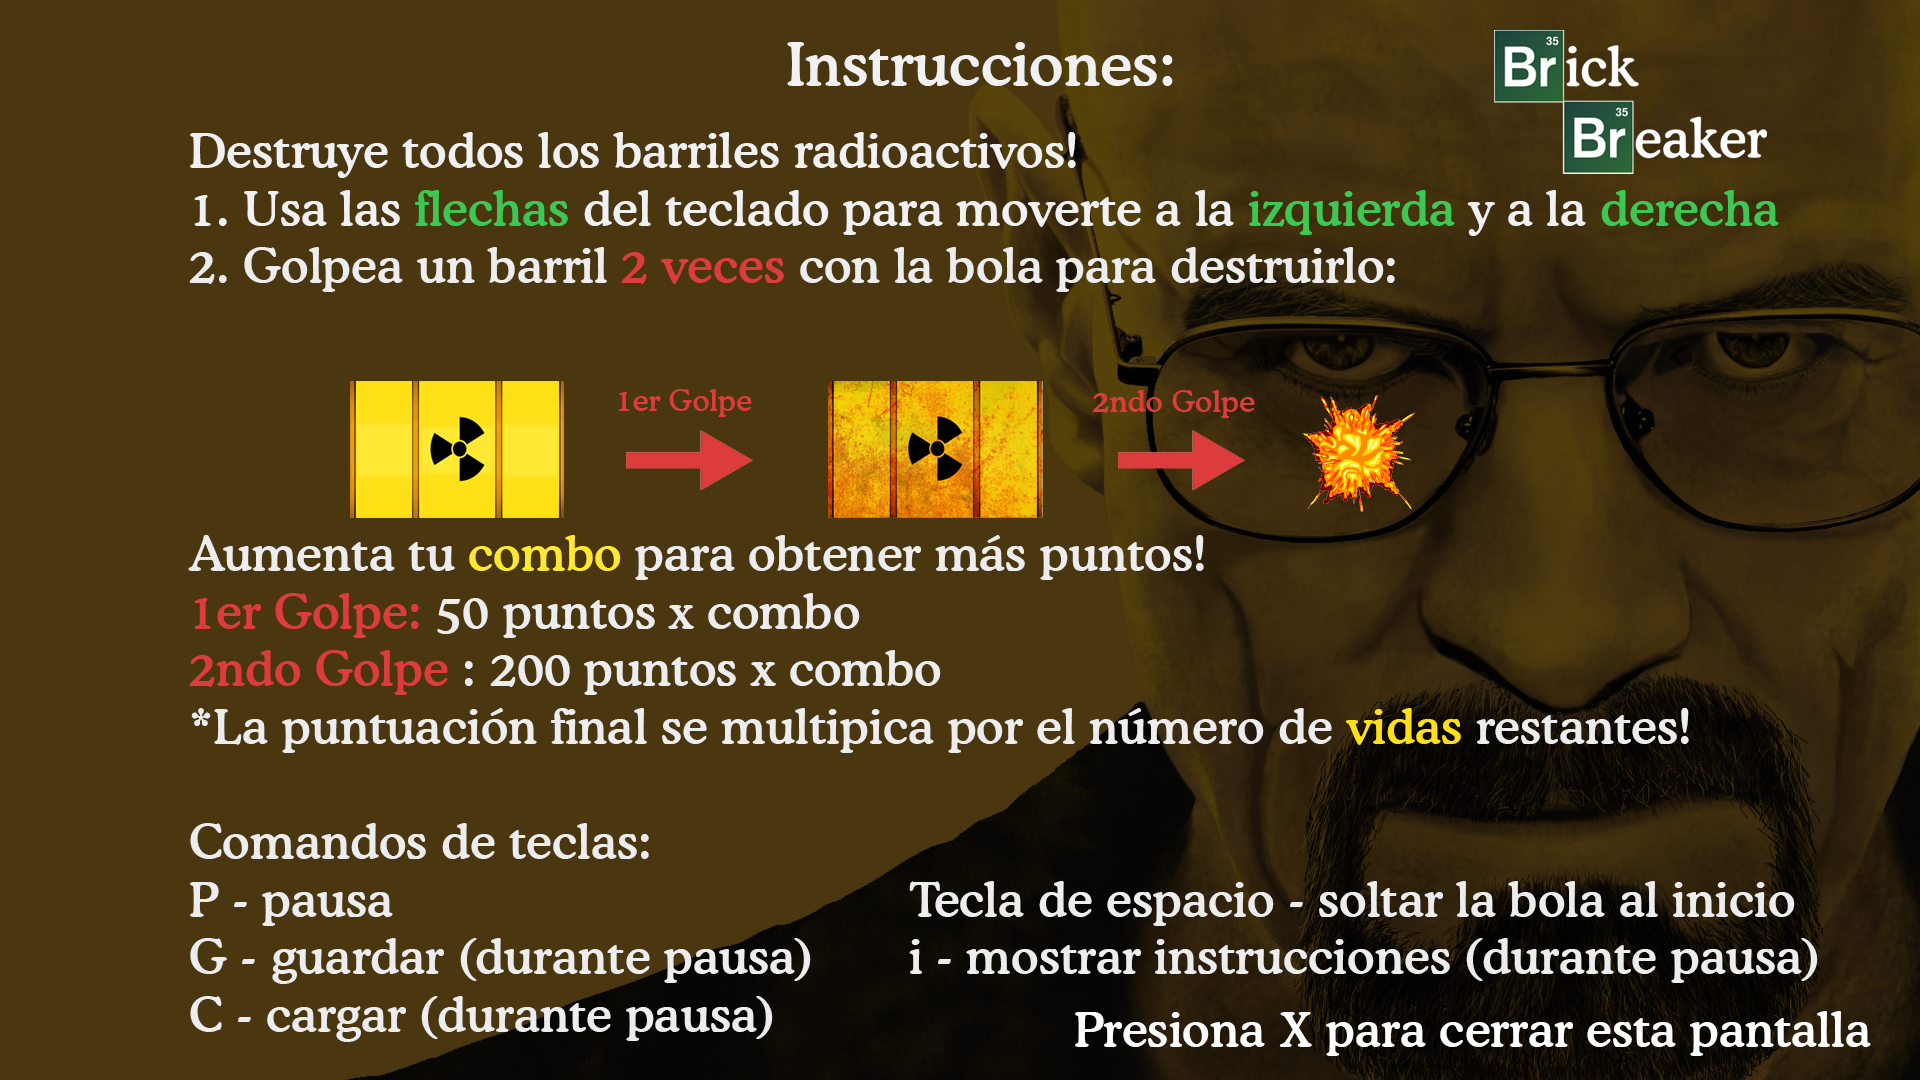 Instrucciones:
35
Brick
35
Breaker
Destruye todos los barriles radioactivos!
1. Usa las flechas del teclado para moverte a la izquierda y a la derecha
2. Golpea un barril 2 veces con la bola para destruirlo:
1er Golpe
2ndo Golpe
Aumenta tu combo para obtener más puntos!
1er Golpe: 50 puntos x combo
2ndo Golpe : 200 puntos x combo
*La puntuación final se multipica por el número de vidas restantes!
Comandos de teclas:
P - pausa
G - guardar (durante pausa)
C - cargar (durante pausa)
Tecla de espacio - soltar la bola al inicio
i - mostrar instrucciones (durante pausa)
Presiona X para cerrar esta pantalla